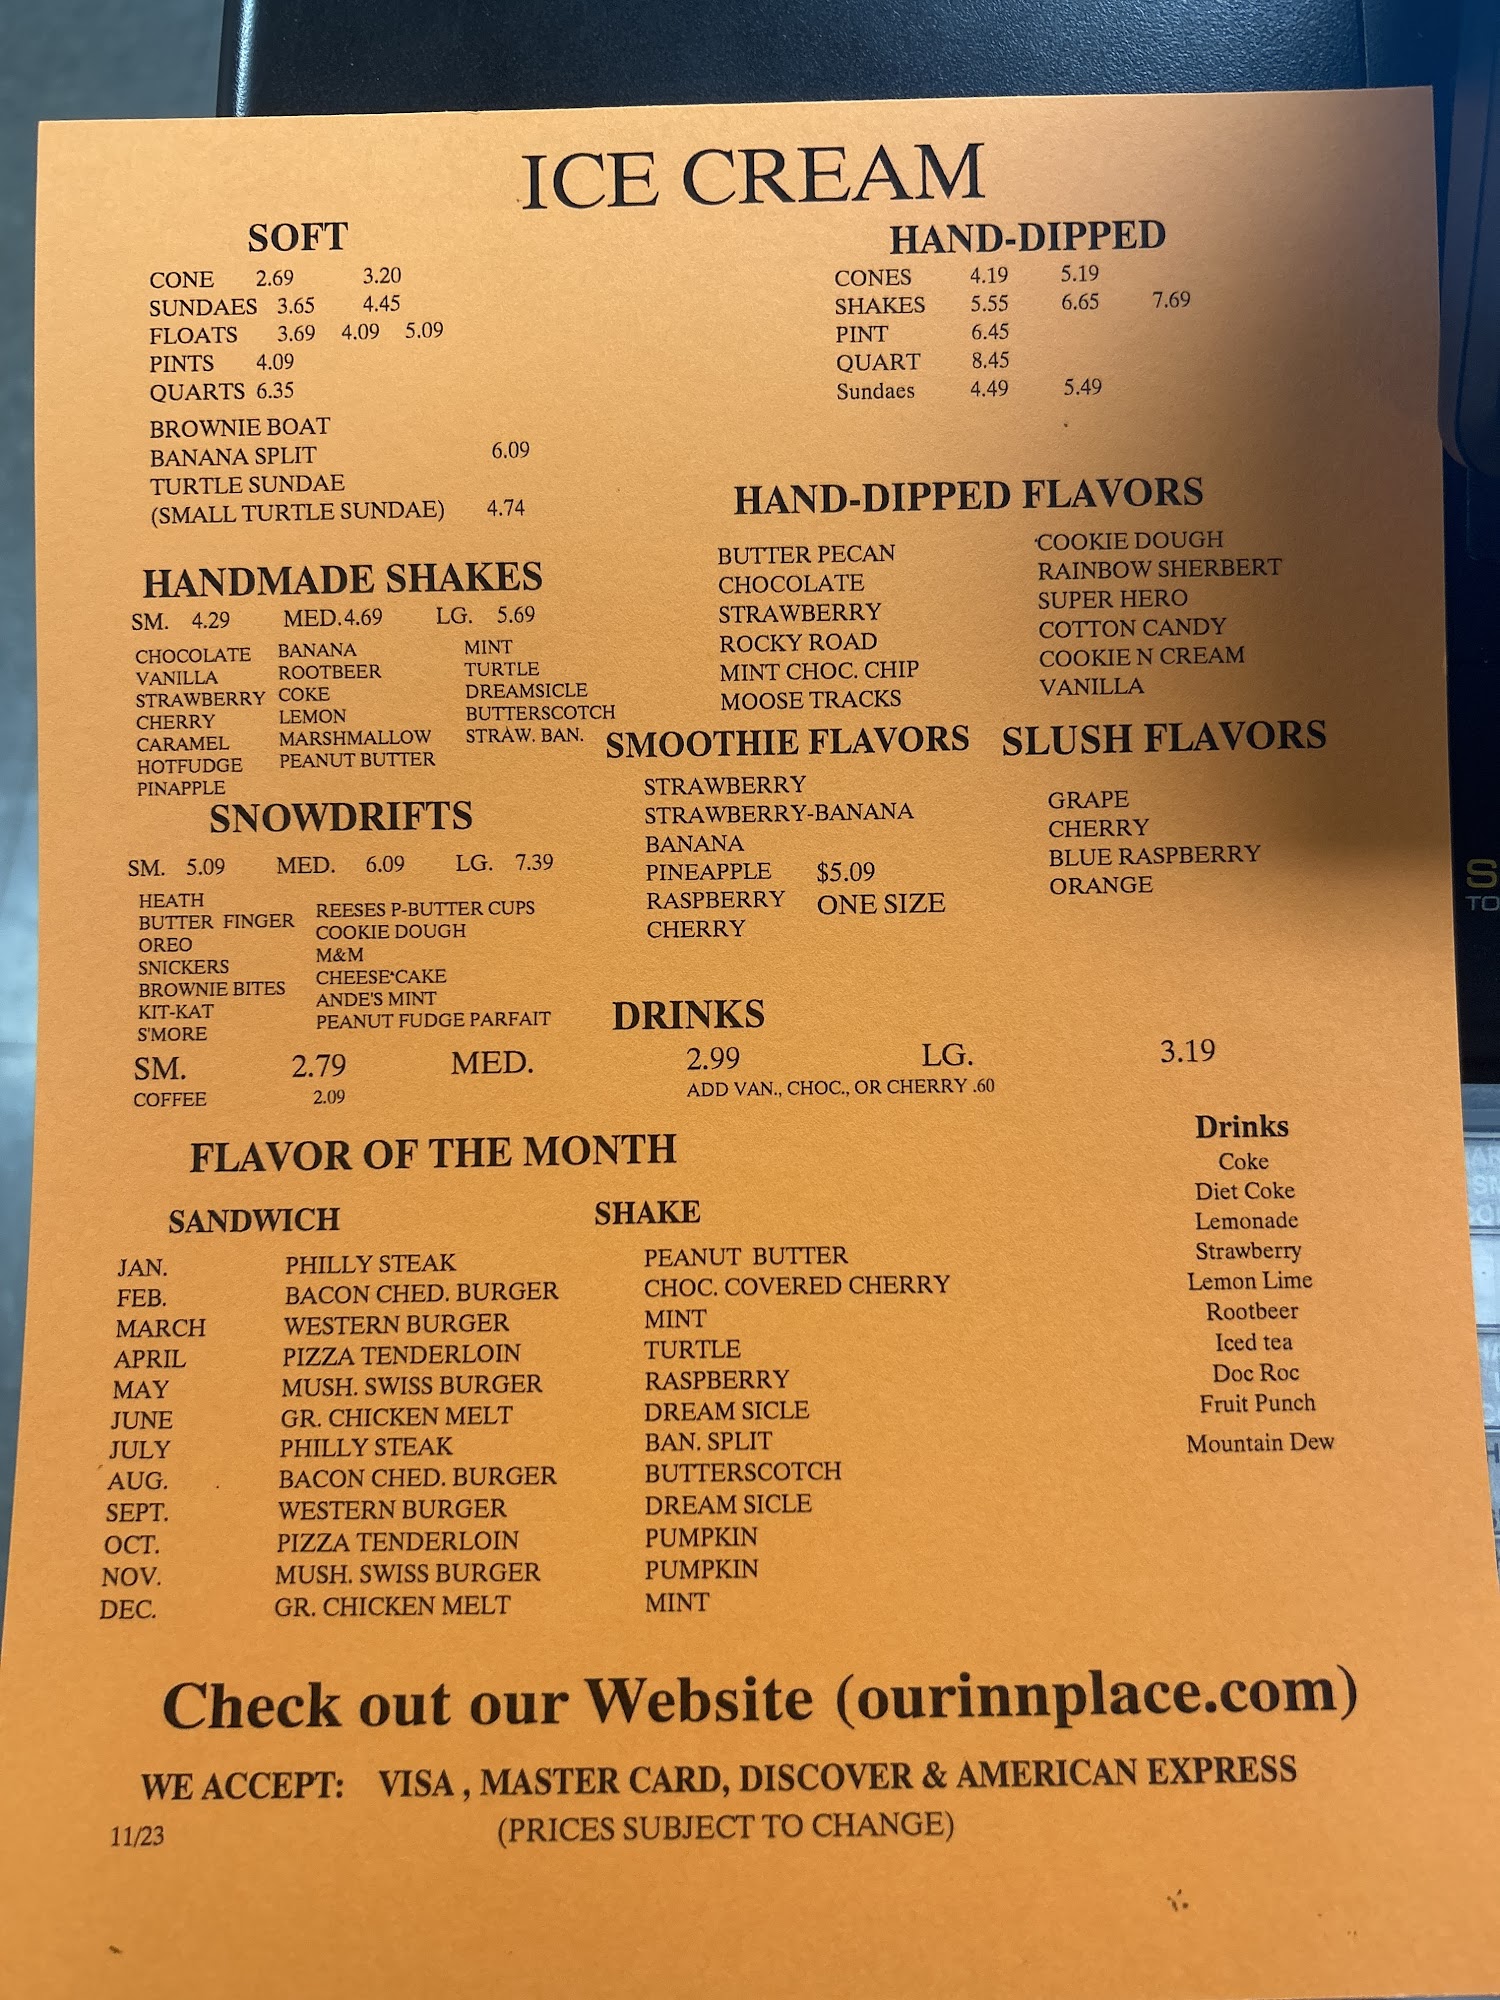 ICE CREAM
SOFT
CONE 2.69 3.20
SUNDAES 3.65 4.45
FLOATS 3.69 4.09 5.09
PINTS 4.09
QUARTS 6.35
BROWNIE BOAT
BANANA SPLIT 6.09
TURTLE SUNDAE
(SMALL TURTLE SUNDAE) 4.74
HAND-DIPPED
CONES 4.19 5.19
SHAKES 5.55 6.65 7.69
PINT 6.45
QUART 8.45
Sundaes 4.49 5.49
HAND-DIPPED FLAVORS
BUTTER PECAN COOKIE DOUGH
CHOCOLATE RAINBOW SHERBERT
STRAWBERRY SUPER HERO
ROCKY ROAD COTTON CANDY
MINT CHOC. CHIP COOKIE N CREAM
MOOSE TRACKS VANILLA
HANDMADE SHAKES
SM. 4.29 MED. 4.69 LG. 5.69
CHOCOLATE BANANA MINT
VANILLA ROOTBEER TURTLE
STRAWBERRY COKE DREAMSICLE
CHERRY LEMON BUTTERSCOTCH
CARAMEL MARSHMALLOW STRAW. BAN.
HOTFUDGE PEANUT BUTTER
PINAPPLE
SMOOTHIE FLAVORS
STRAWBERRY
STRAWBERRY-BANANA
BANANA
PINEAPPLE $5.09
RASPBERRY ONE SIZE
CHERRY
SLUSH FLAVORS
GRAPE
CHERRY
BLUE RASPBERRY
ORANGE
SNOWDRIFTS
SM. 5.09 MED. 6.09 LG. 7.39
HEATH REESES P-BUTTER CUPS
BUTTER FINGER COOKIE DOUGH
OREO M&M
SNICKERS CHEESE CAKE
BROWNIE BITES ANDE'S MINT
KIT-KAT PEANUT FUDGE PARFAIT
S'MORE
DRINKS
SM. 2.79 MED. 2.99 LG. 3.19
COFFEE 2.09 ADD VAN., CHOC., OR CHERRY .60
FLAVOR OF THE MONTH
SANDWICH SHAKE
JAN. PHILLY STEAK PEANUT BUTTER
FEB. BACON CHED. BURGER CHOC. COVERED CHERRY
MARCH WESTERN BURGER MINT
APRIL PIZZA TENDERLOIN TURTLE
MAY MUSH. SWISS BURGER RASPBERRY
JUNE GR. CHICKEN MELT DREAM SICLE
JULY PHILLY STEAK BAN. SPLIT
AUG. BACON CHED. BURGER BUTTERSCOTCH
SEPT. WESTERN BURGER DREAM SICLE
OCT. PIZZA TENDERLOIN PUMPKIN
NOV. MUSH. SWISS BURGER PUMPKIN
DEC. GR. CHICKEN MELT MINT
Drinks
Coke
Diet Coke
Lemonade
Strawberry
Lemon Lime
Rootbeer
Iced tea
Doc Roc
Fruit Punch
Mountain Dew
Check out our Website (ourinnplace.com)
WE ACCEPT: VISA , MASTER CARD, DISCOVER & AMERICAN EXPRESS
11/23 (PRICES SUBJECT TO CHANGE)